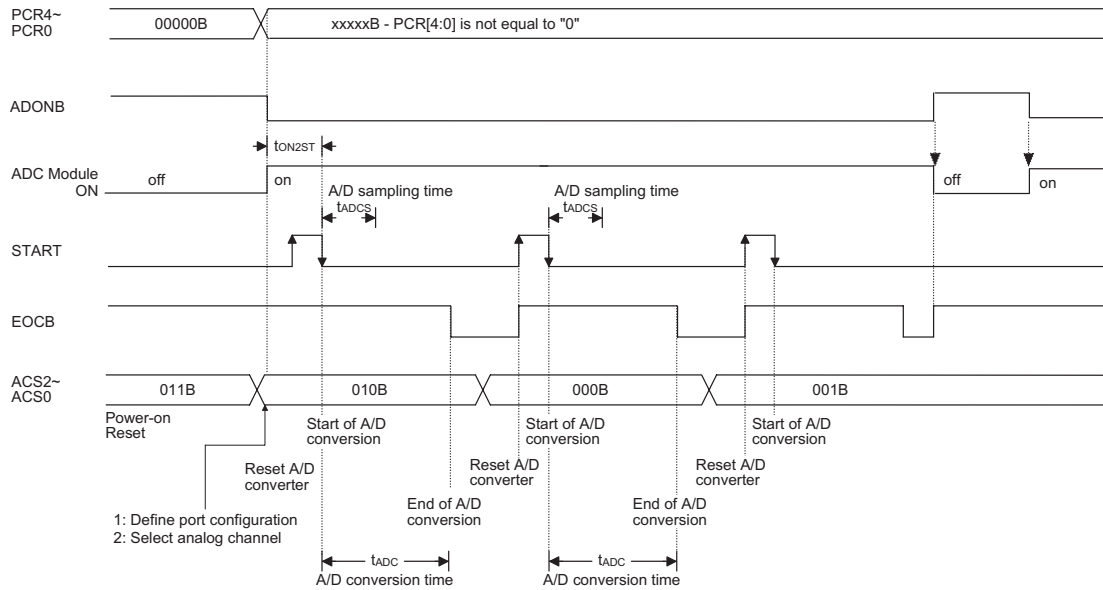 PCR4~
PCR0
00000B
xxxxxB - PCR[4:0] is not equal to "0"
ADONB
tON2ST
ADC Module
ON
off
on
off
on
A/D sampling time
tADCS
A/D sampling time
tADCS
START
EOCB
ACS2~
ACS0
011B
010B
000B
001B
Power-on
Reset
Start of A/D
conversion
Start of A/D
conversion
Start of A/D
conversion
Reset A/D
converter
Reset A/D
converter
Reset A/D
converter
End of A/D
conversion
End of A/D
conversion
1: Define port configuration
2: Select analog channel
tADC
A/D conversion time
tADC
A/D conversion time